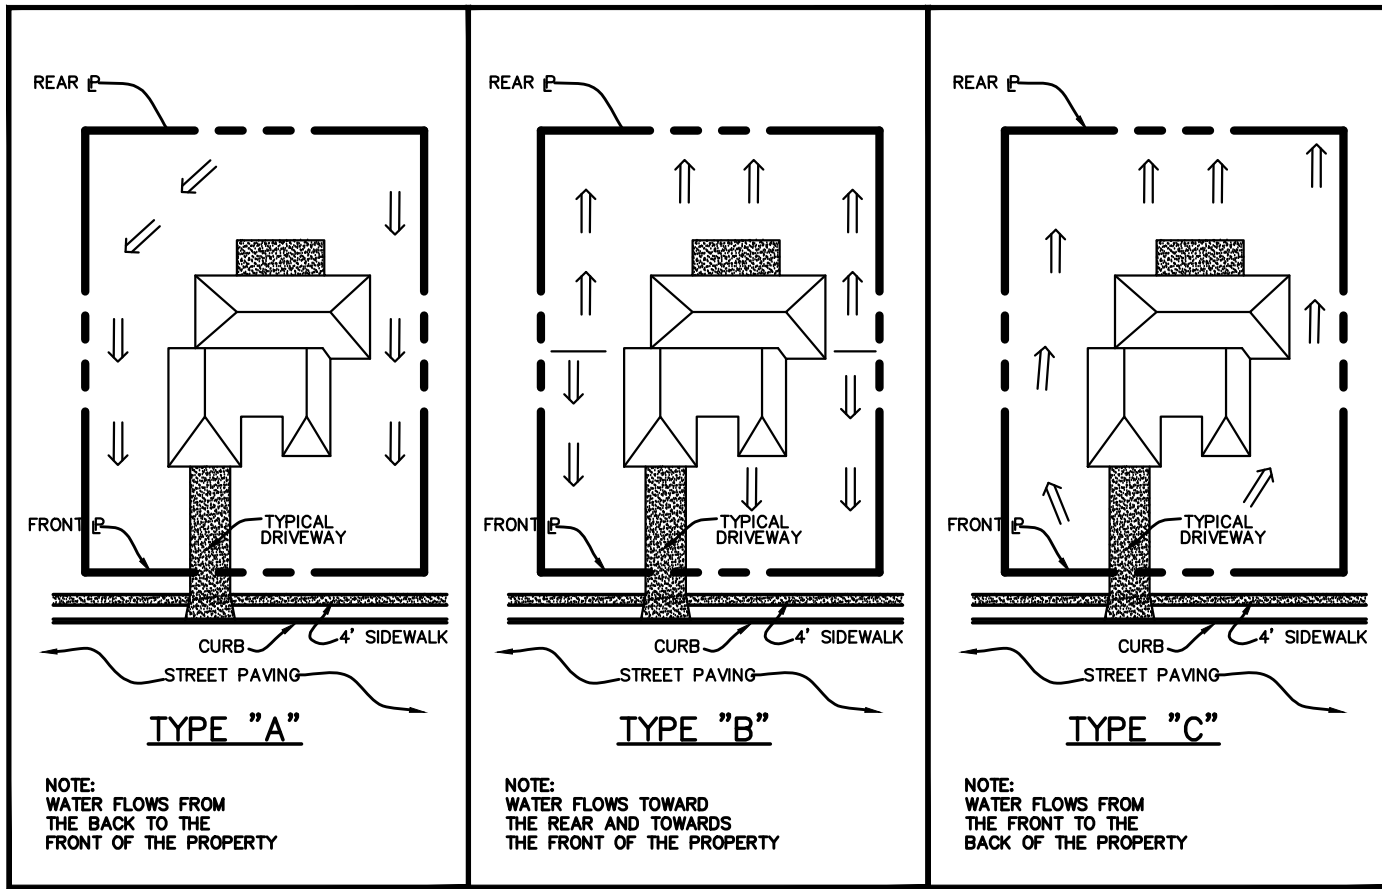 REAR ⅊
FRONT ⅊
TYPICAL
DRIVEWAY
CURB
4' SIDEWALK
STREET PAVING
TYPE "A"
NOTE:
WATER FLOWS FROM
THE BACK TO THE
FRONT OF THE PROPERTY
REAR ⅊
FRONT ⅊
TYPICAL
DRIVEWAY
CURB
4' SIDEWALK
STREET PAVING
TYPE "B"
NOTE:
WATER FLOWS TOWARD
THE REAR AND TOWARDS
THE FRONT OF THE PROPERTY
REAR ⅊
FRONT ⅊
TYPICAL
DRIVEWAY
CURB
4' SIDEWALK
STREET PAVING
TYPE "C"
NOTE:
WATER FLOWS FROM
THE FRONT TO THE
BACK OF THE PROPERTY